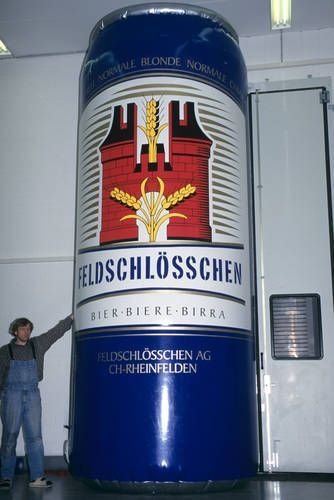 NORMALE BLONDE NORMALE
FELDSCHLÖSSCHEN
BIER·BIERE·BIRRA
FELDSCHLÖSSCHEN AG
CH-RHEINFELDEN